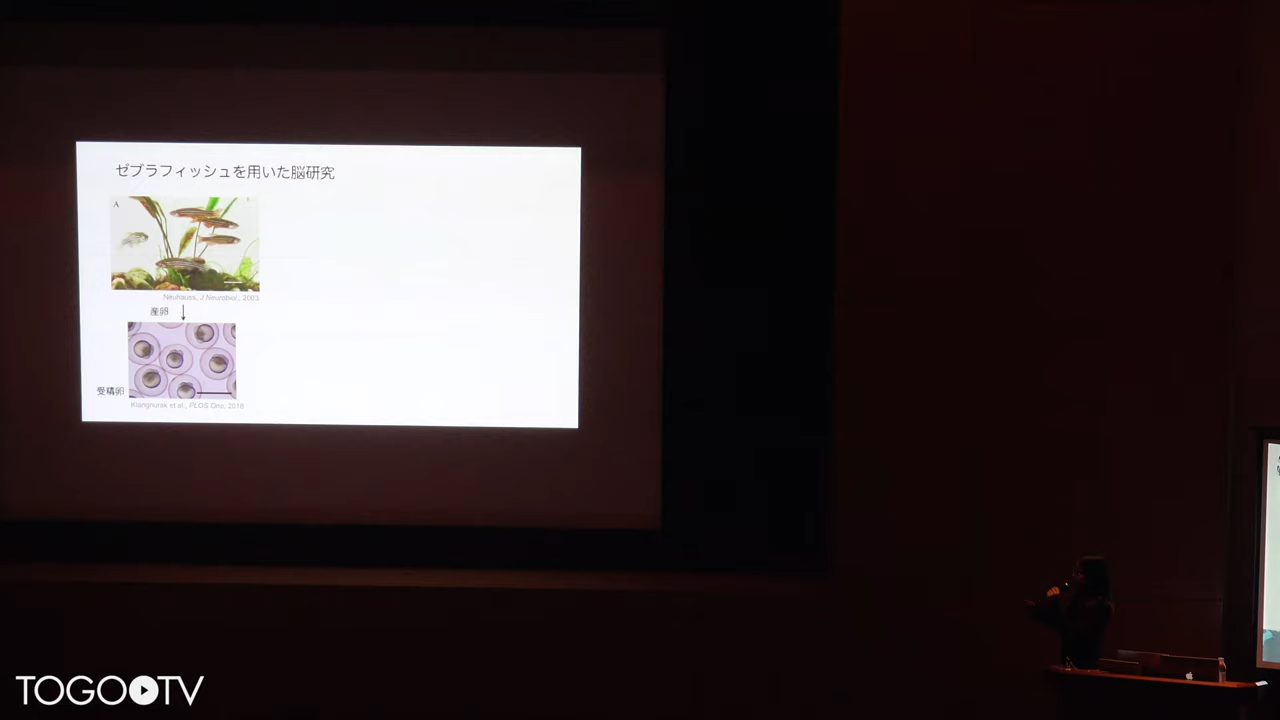 ゼブラフィッシュを用いた脳研究
A
Neuhauss, J Neurobiol., 2003
産卵
受精卵
Kiangnurak et al., PLOS One, 2018
TOGO TV